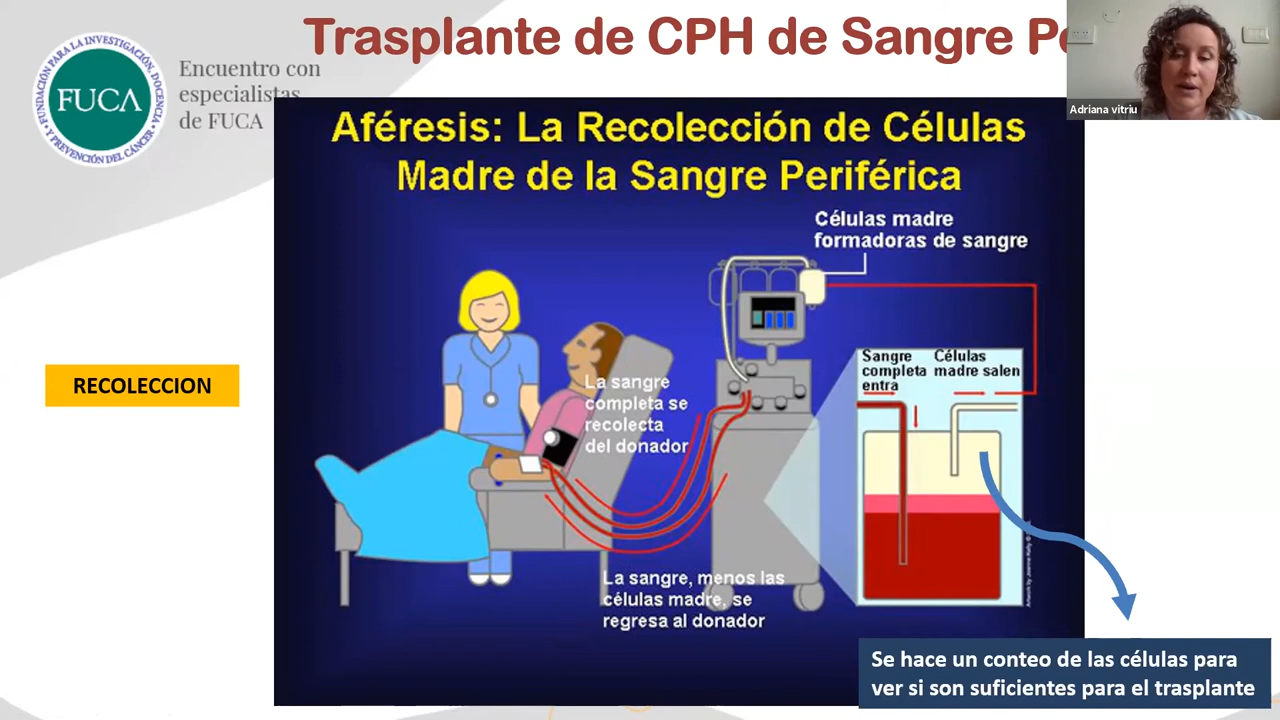 Trasplante de CPH de Sangre
FUNDACIÓN PARA LA INVESTIGACIÓN, DOCENCIA Y PREVENCIÓN DEL CÁNCER
FUCA
Encuentro con
especialistas
de FUCA
Adriana vitriu
Aféresis: La Recolección de Células
Madre de la Sangre Periférica
Células madre
formadoras de sangre
RECOLECCION
La sangre
completa se
recolecta
del donador
Sangre
completa
entra
Células
madre salen
La sangre, menos las
células madre, se
regresa al donador
Se hace un conteo de las células para
ver si son suficientes para el trasplante